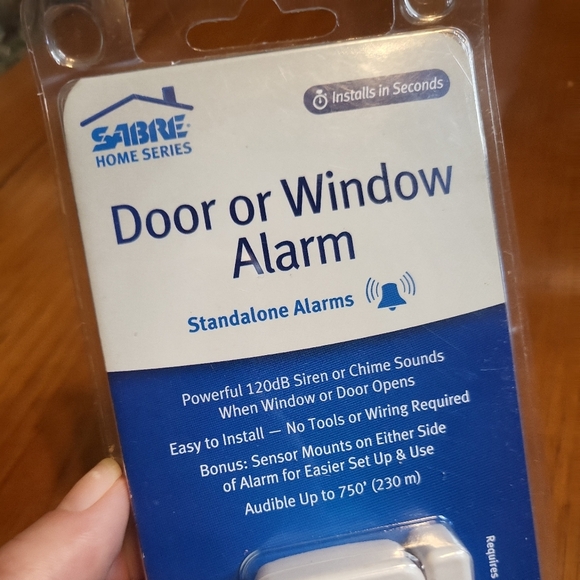 SABRE
HOME SERIES
Installs in Seconds
Door or Window
Alarm
Standalone Alarms
Powerful 120dB Siren or Chime Sounds
When Window or Door Opens
Easy to Install — No Tools or Wiring Required
Bonus: Sensor Mounts on Either Side
of Alarm for Easier Set Up & Use
Audible Up to 750' (230 m)
Requires